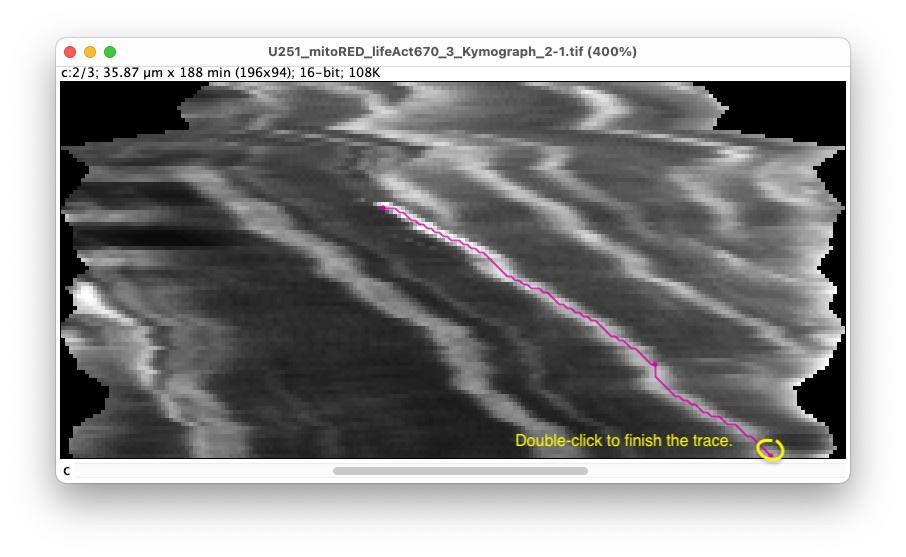 U251_mitoRED_lifeAct670_3_Kymograph_2-1.tif (400%)
c:2/3; 35.87 µm x 188 min (196x94); 16-bit; 108K
Double-click to finish the trace.
c